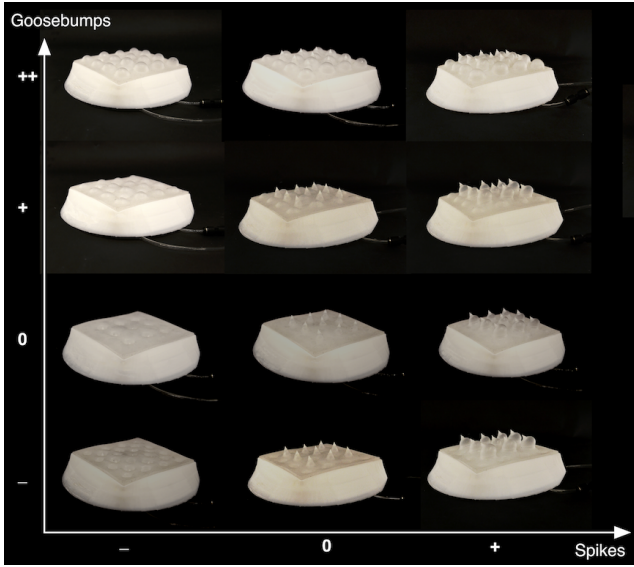 Goosebumps
++
+
0
–
– 0 + Spikes